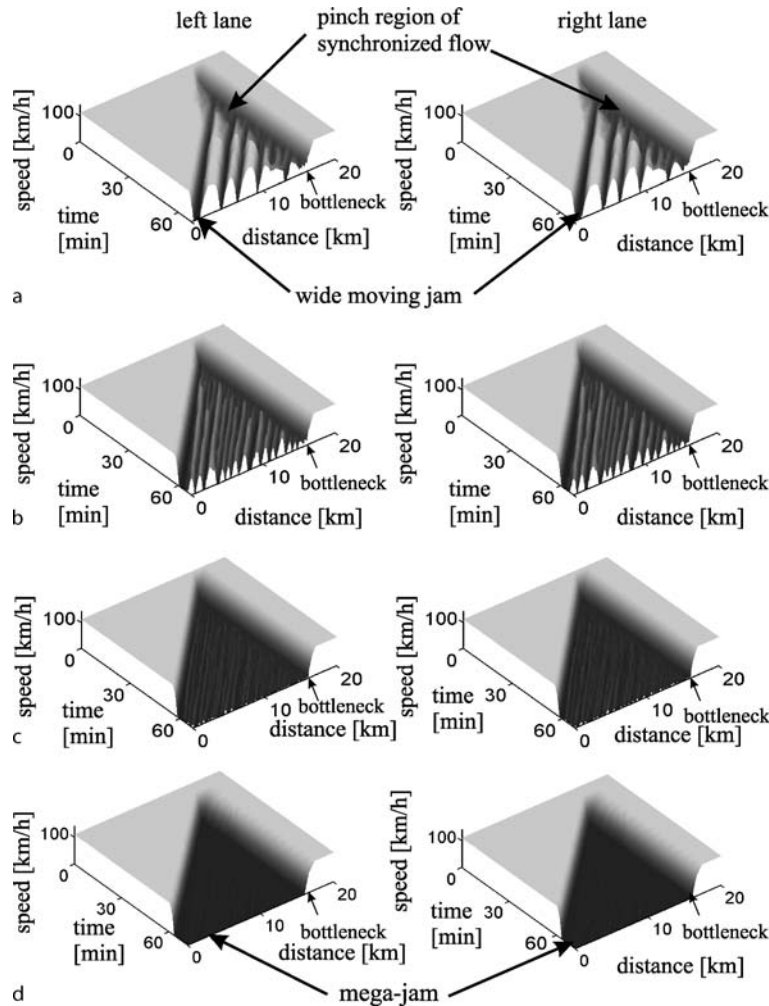 left lane
pinch region of
synchronized flow
right lane
speed [km/h]
100
0
30
60
time
[min]
0
10
20
bottleneck
distance [km]
speed [km/h]
100
0
30
60
time
[min]
0
10
20
bottleneck
distance [km]
a
wide moving jam
speed [km/h]
100
0
30
60
time
[min]
0
10
20
bottleneck
distance [km]
speed [km/h]
100
0
30
60
time
[min]
0
10
20
bottleneck
distance [km]
b
speed [km/h]
100
0
30
60
time
[min]
0
10
20
bottleneck
distance [km]
speed [km/h]
100
0
30
60
time
[min]
0
10
20
bottleneck
distance [km]
c
speed [km/h]
100
0
30
60
time
[min]
0
10
20
bottleneck
distance [km]
speed [km/h]
100
0
30
60
time
[min]
0
10
20
bottleneck
distance [km]
d
mega-jam